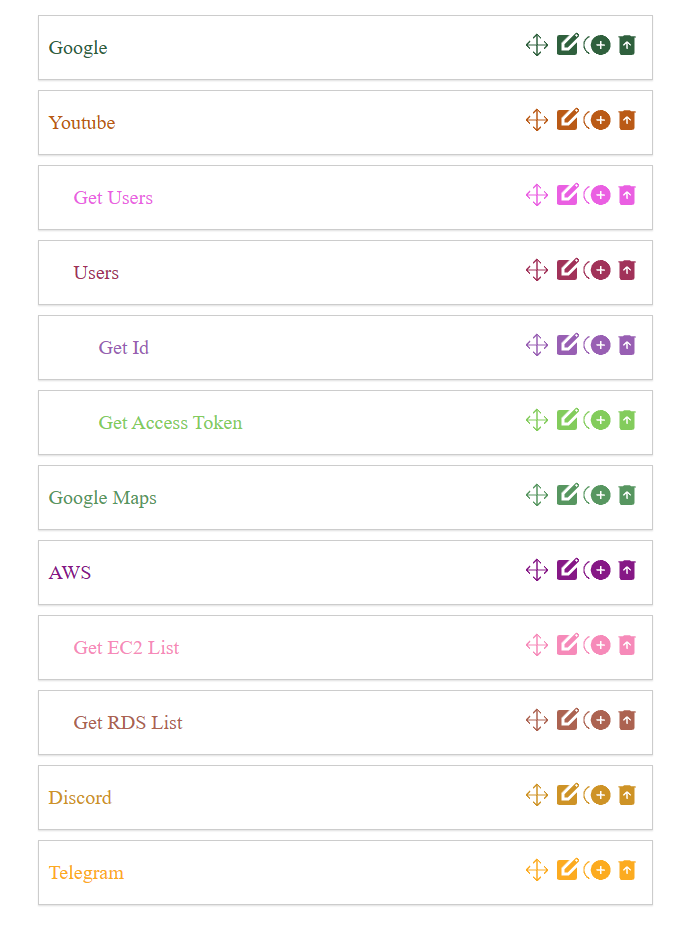 Google
Youtube
Get Users
Users
Get Id
Get Access Token
Google Maps
AWS
Get EC2 List
Get RDS List
Discord
Telegram